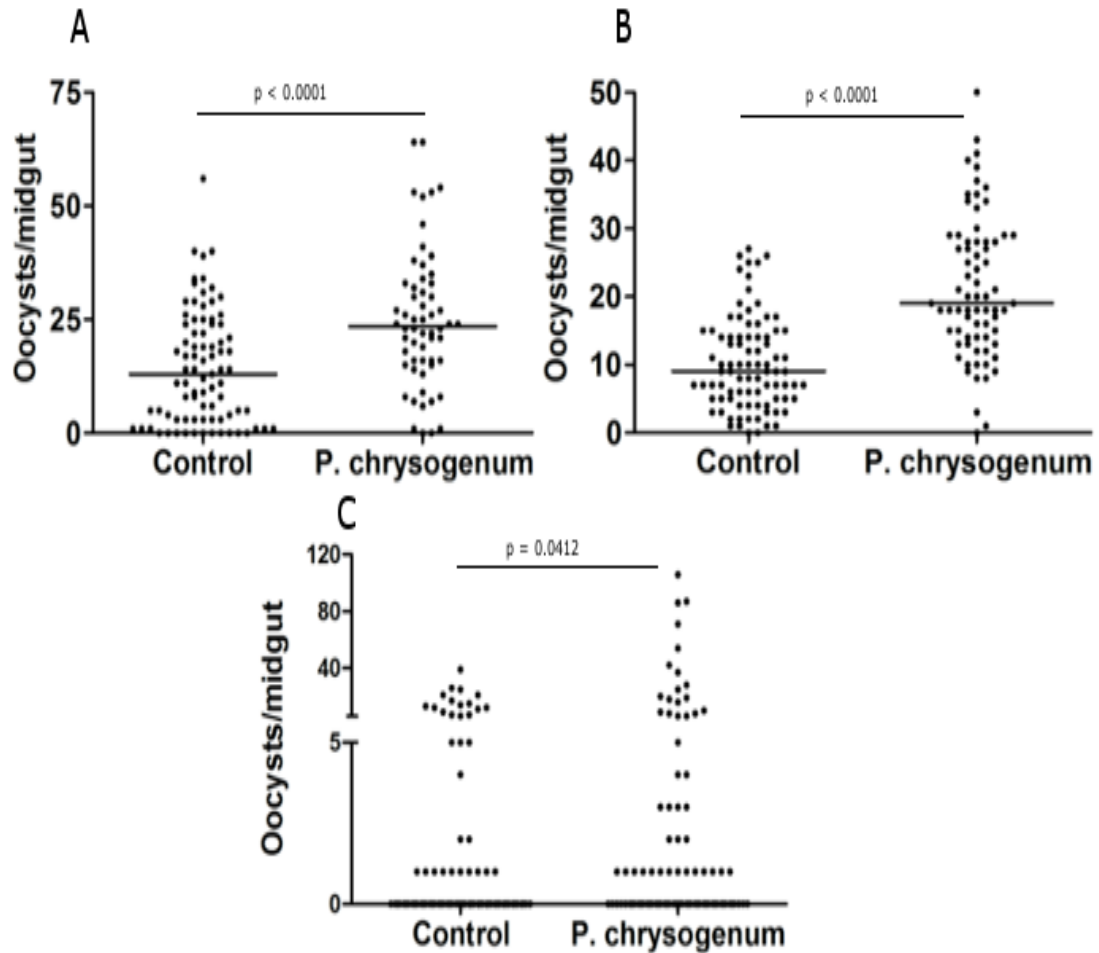 A
p < 0.0001
75
50
25
0
Oocysts/midgut
Control
P. chrysogenum
B
p < 0.0001
50
40
30
20
10
0
Oocysts/midgut
Control
P. chrysogenum
C
p = 0.0412
120
80
40
5
0
Oocysts/midgut
Control
P. chrysogenum